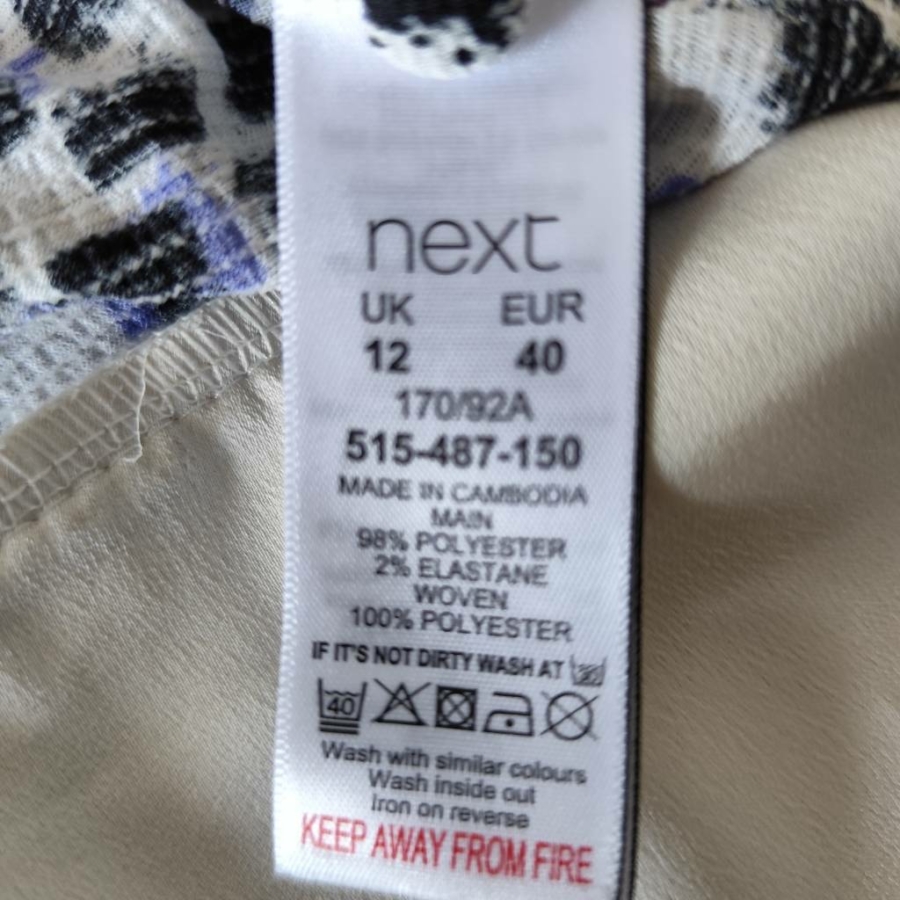 next
UK EUR
12 40
170/92A
515-487-150
MADE IN CAMBODIA
MAIN
98% POLYESTER
2% ELASTANE
WOVEN
100% POLYESTER
IF IT'S NOT DIRTY WASH AT 30
40
Wash with similar colours
Wash inside out
Iron on reverse
KEEP AWAY FROM FIRE